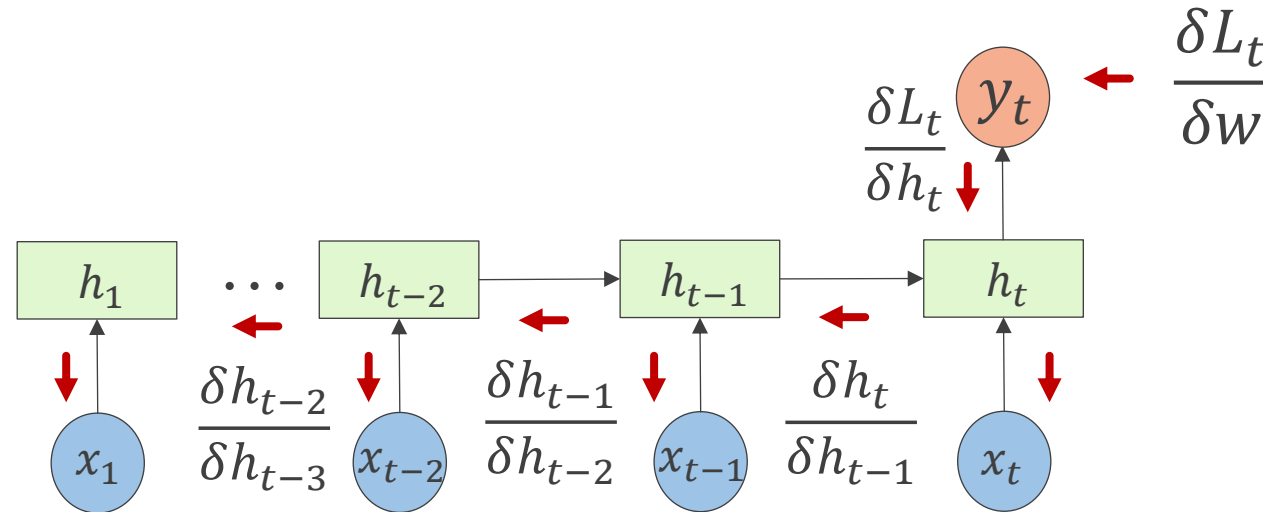 δL_t
δw
y_t
δL_t
δh_t
h_1
...
h_{t−2}
h_{t−1}
h_t
δh_{t−2}
δh_{t−3}
δh_{t−1}
δh_{t−2}
δh_t
δh_{t−1}
x_1
x_{t−2}
x_{t−1}
x_t